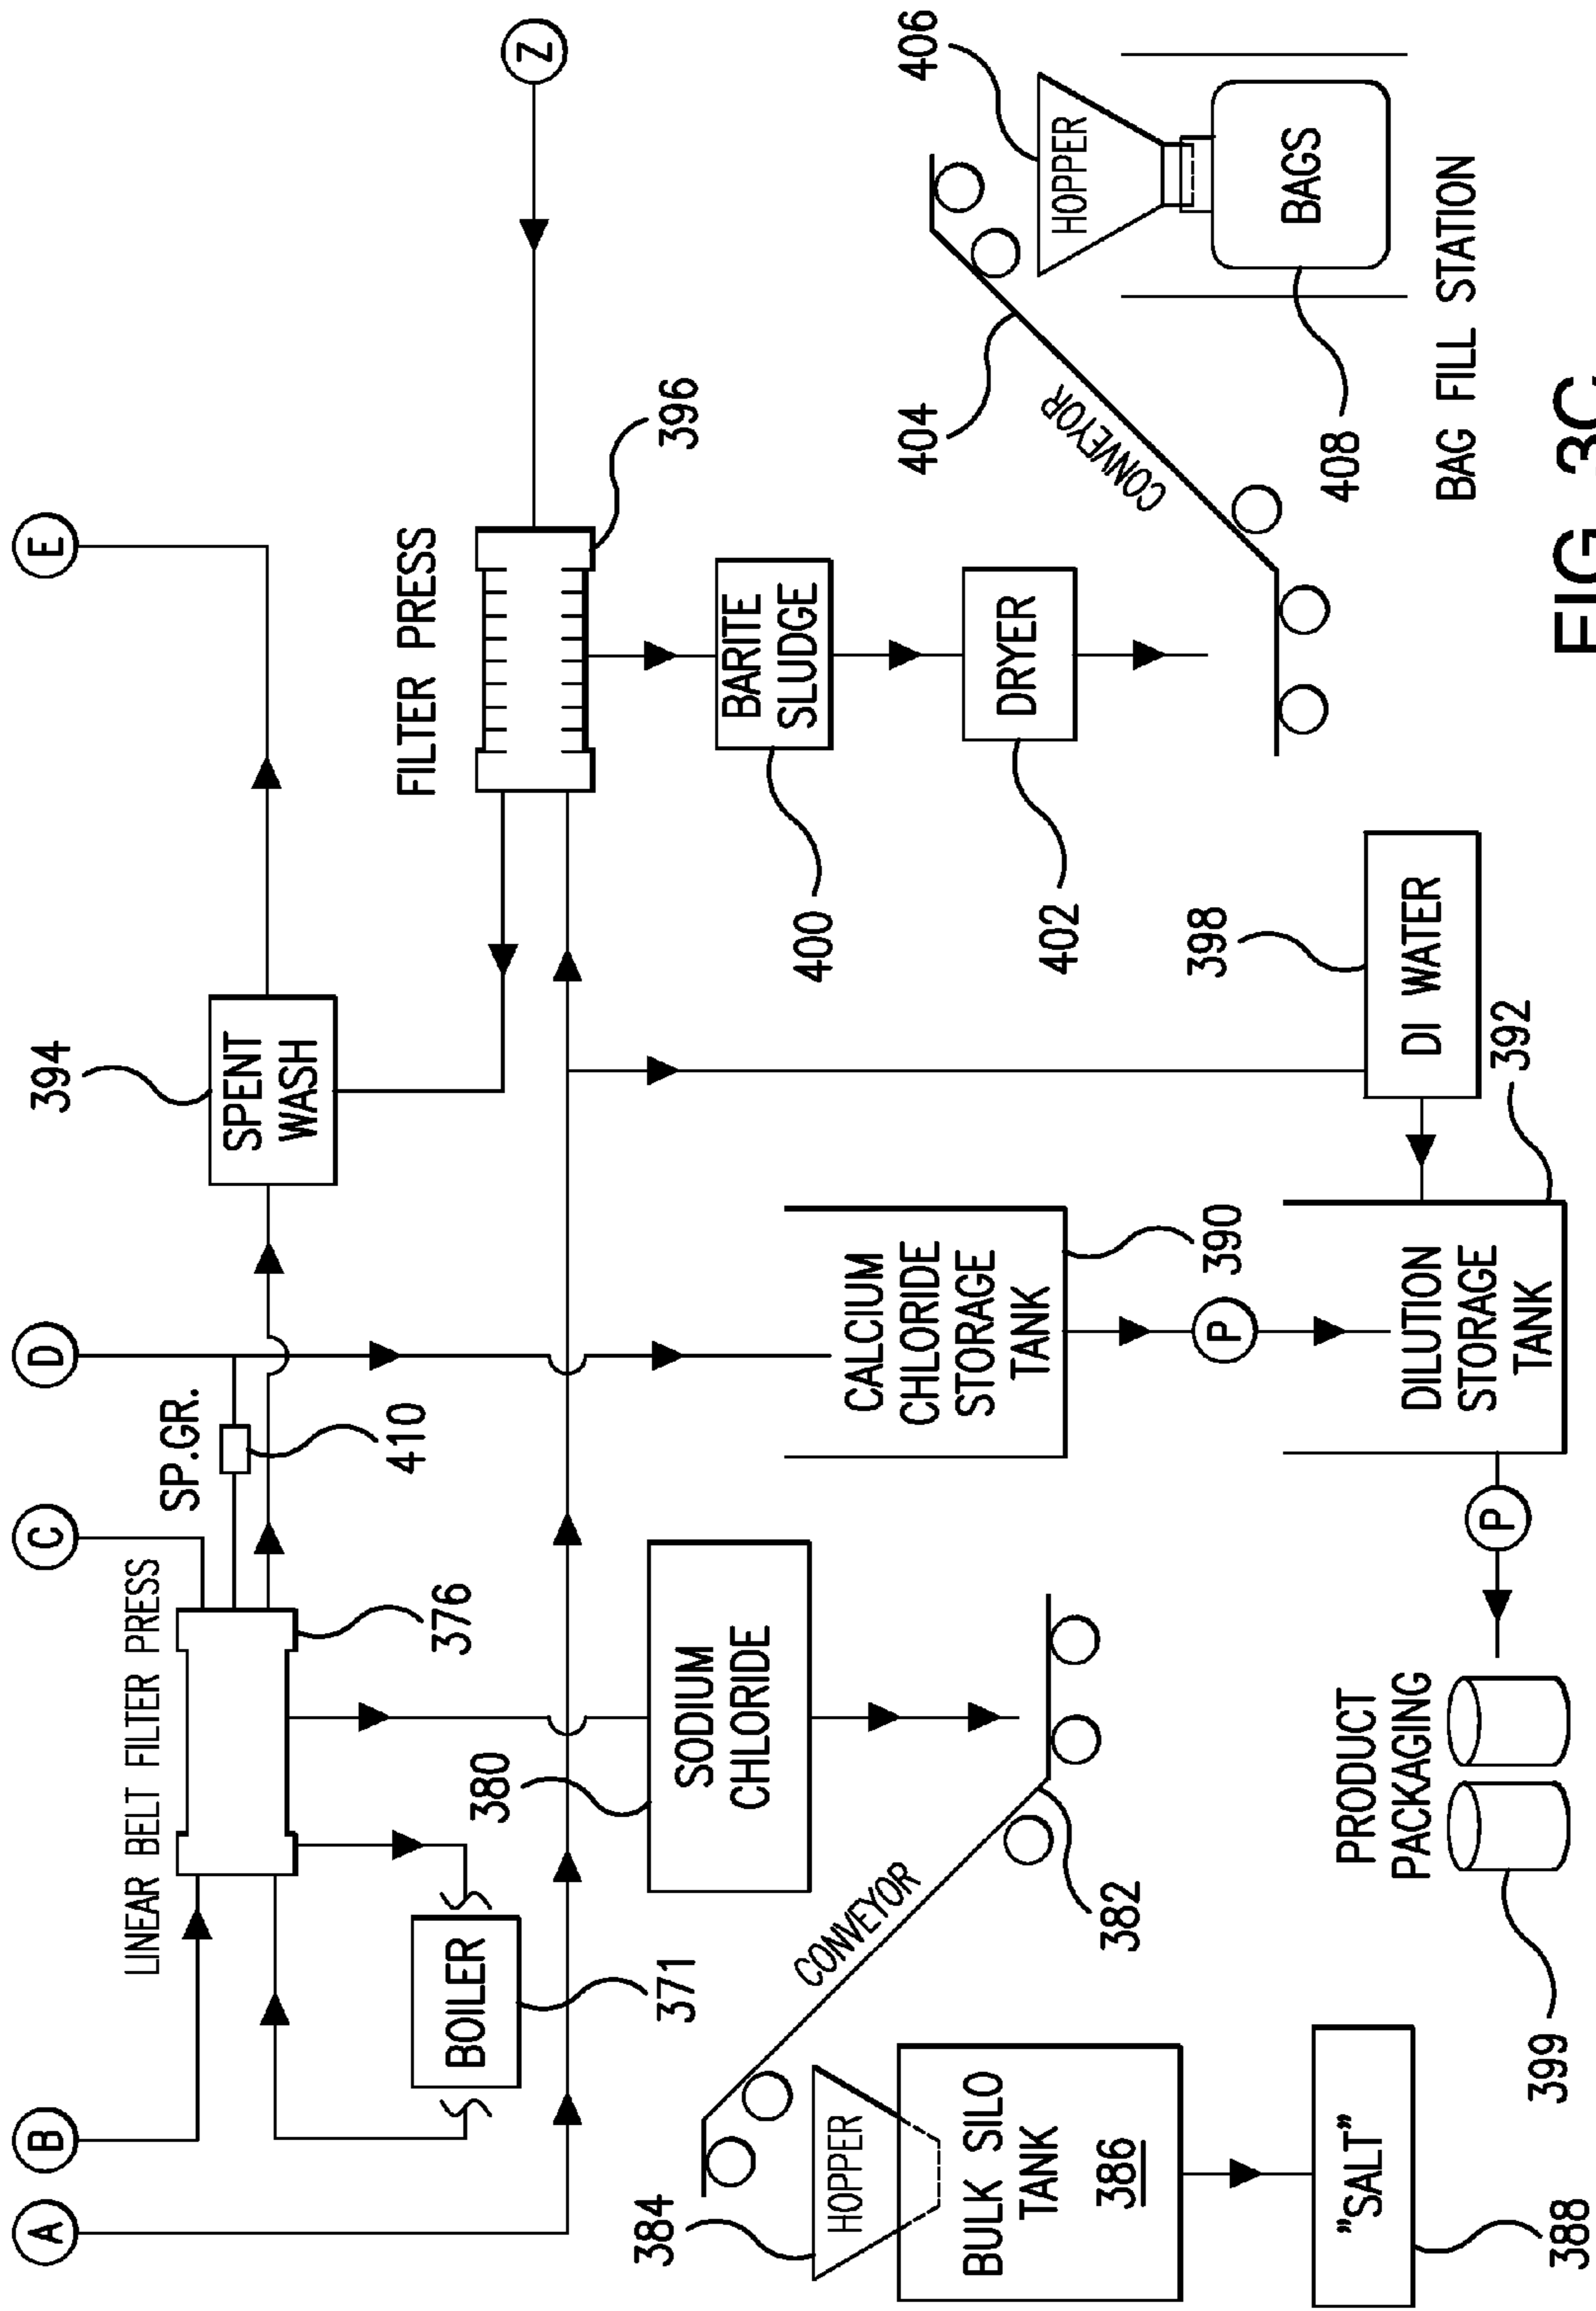 A
B
C
D
E
LINEAR BELT FILTER PRESS
SP.GR.
410
376
BOILER
371
394
SPENT
WASH
FILTER PRESS
396
Z
380
SODIUM
CHLORIDE
CONVEYOR
382
384
HOPPER
BULK SILO
TANK
386
"SALT"
388
CALCIUM
CHLORIDE
STORAGE
TANK
390
P
DILUTION
STORAGE
TANK
392
P
PRODUCT
PACKAGING
399
398
DI WATER
BARITE
SLUDGE
400
DRYER
402
CONVEYOR
404
406
HOPPER
BAGS
408
BAG FILL STATION
FIG. 3C